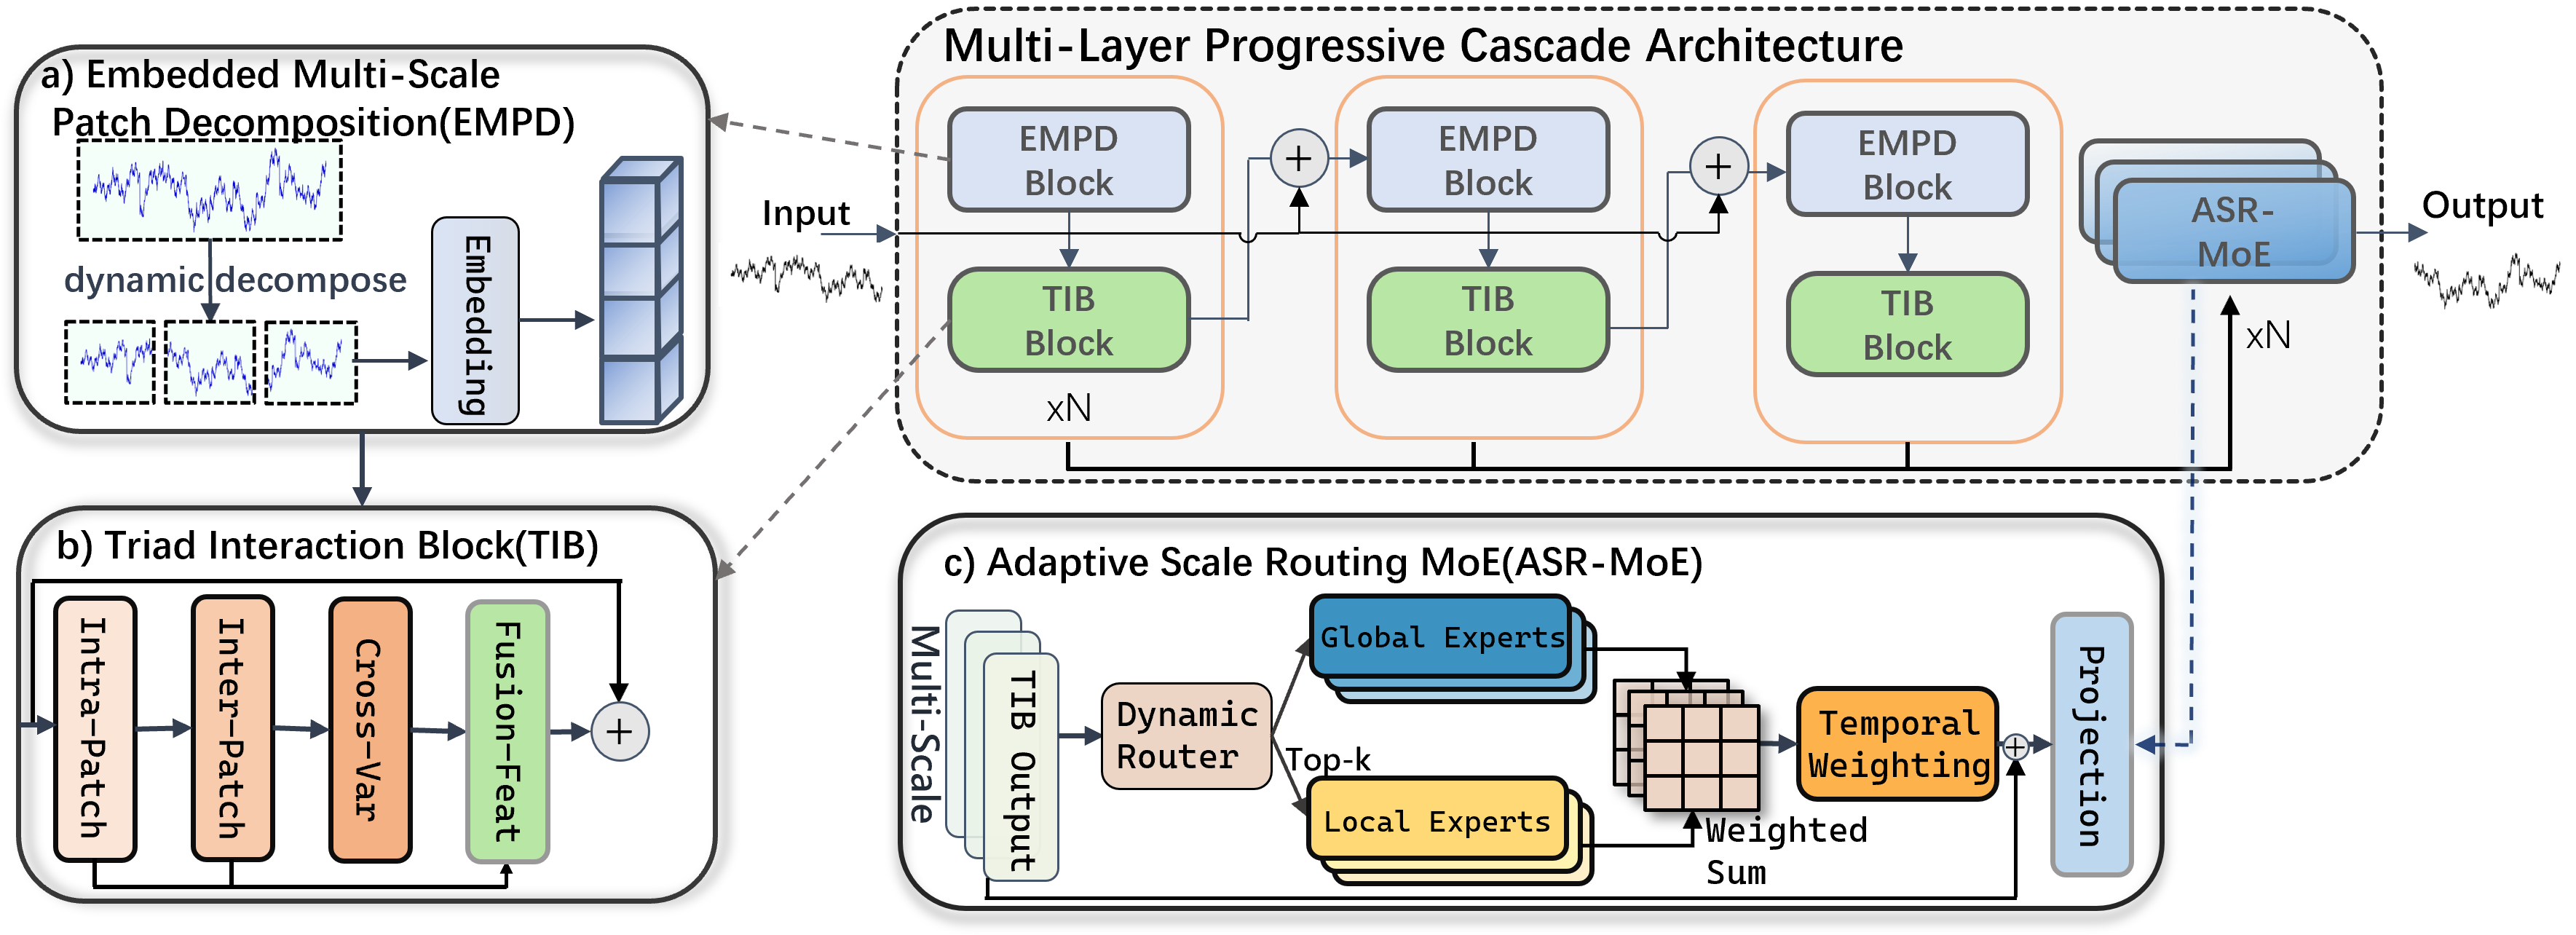 a) Embedded Multi-Scale
Patch Decomposition(EMPD)
dynamic decompose
Embedding
Multi-Layer Progressive Cascade Architecture
Input
EMPD
Block
TIB
Block
xN
+
EMPD
Block
TIB
Block
+
EMPD
Block
TIB
Block
ASR-
MoE
xN
Output
b) Triad Interaction Block(TIB)
Intra-Patch
Inter-Patch
Cross-Var
Fusion-Feat
+
c) Adaptive Scale Routing MoE(ASR-MoE)
Multi-Scale
TIB Output
Dynamic
Router
Top-k
Global Experts
Local Experts
Weighted
Sum
Temporal
Weighting
+
Projection